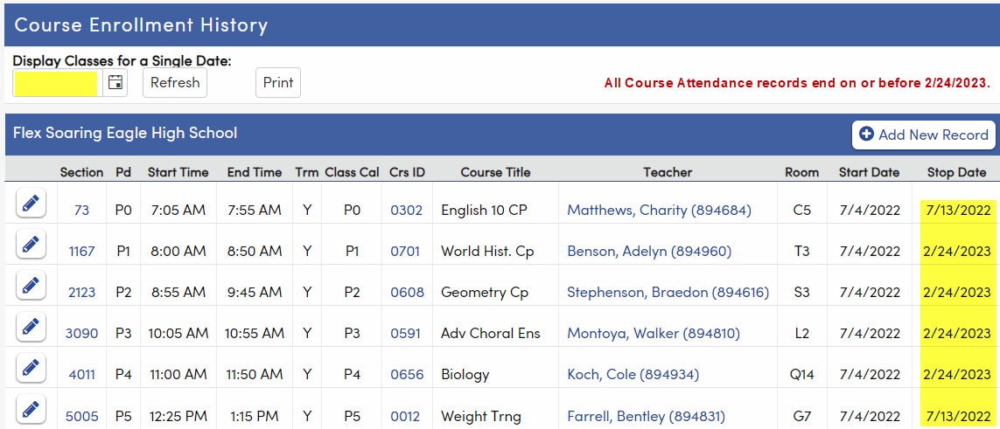 Course Enrollment History
Display Classes for a Single Date:
Refresh Print All Course Attendance records end on or before 2/24/2023.
Flex Soaring Eagle High School Add New Record
Section Pd Start Time End Time Trm Class Cal Crs ID Course Title Teacher Room Start Date Stop Date
73 P0 7:05 AM 7:55 AM Y P0 0302 English 10 CP Matthews, Charity (894684) C5 7/4/2022 7/13/2022
1167 P1 8:00 AM 8:50 AM Y P1 0701 World Hist. Cp Benson, Adelyn (894960) T3 7/4/2022 2/24/2023
2123 P2 8:55 AM 9:45 AM Y P2 0608 Geometry Cp Stephenson, Braedon (894616) S3 7/4/2022 2/24/2023
3090 P3 10:05 AM 10:55 AM Y P3 0591 Adv Choral Ens Montoya, Walker (894810) L2 7/4/2022 2/24/2023
4011 P4 11:00 AM 11:50 AM Y P4 0656 Biology Koch, Cole (894934) Q14 7/4/2022 2/24/2023
5005 P5 12:25 PM 1:15 PM Y P5 0012 Weight Trng Farrell, Bentley (894831) G7 7/4/2022 7/13/2022